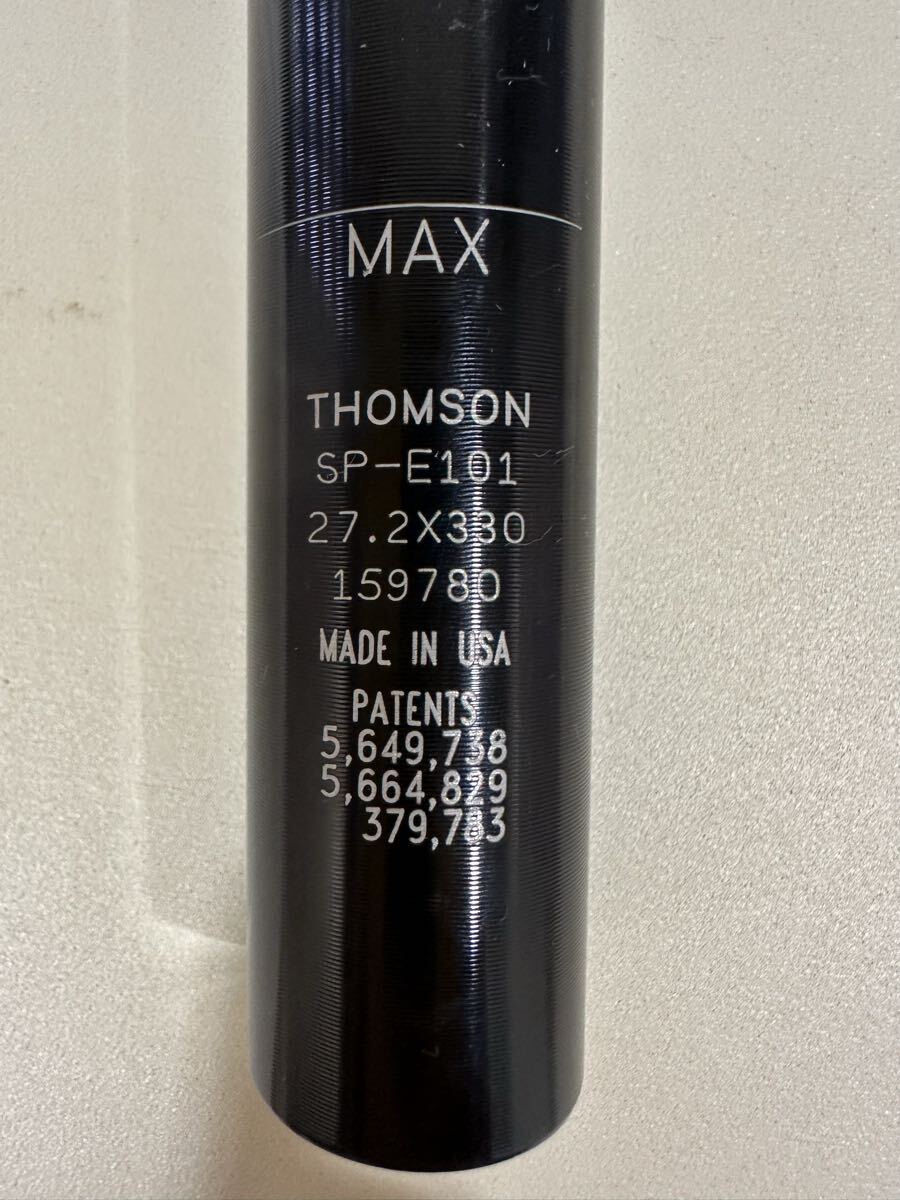 MAX
THOMSON
SP-E101
27.2X330
159780
MADE IN USA
PATENTS
5,649,738
5,664,829
379,783